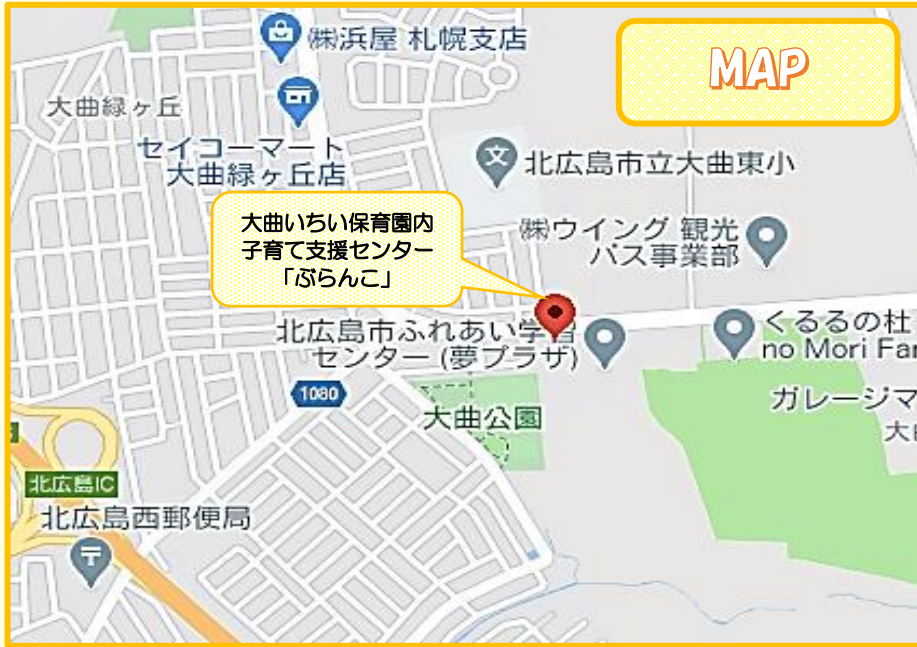 ㈱浜屋 札幌支店
MAP
大曲緑ヶ丘
セイコーマート
大曲緑ヶ丘店
北広島市立大曲東小
大曲いちい保育園内
子育て支援センター
「ぶらんこ」
㈱ウイング 観光
バス事業部
北広島市ふれあい学習
センター (夢プラザ)
くるるの杜
no Mori Far
1080
大曲公園
ガレージマ
大曲
北広島IC
北広島西郵便局